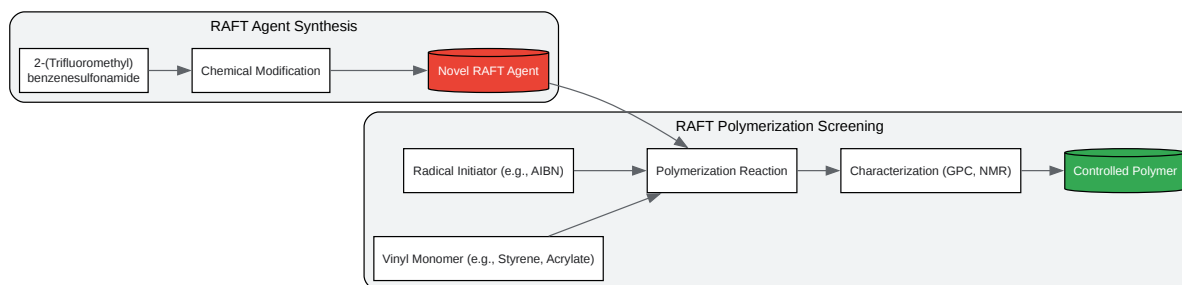 RAFT Agent Synthesis
2-(Trifluoromethyl)
benzenesulfonamide
Chemical Modification
Novel RAFT Agent
RAFT Polymerization Screening
Radical Initiator (e.g., AIBN)
Polymerization Reaction
Characterization (GPC, NMR)
Controlled Polymer
Vinyl Monomer (e.g., Styrene, Acrylate)